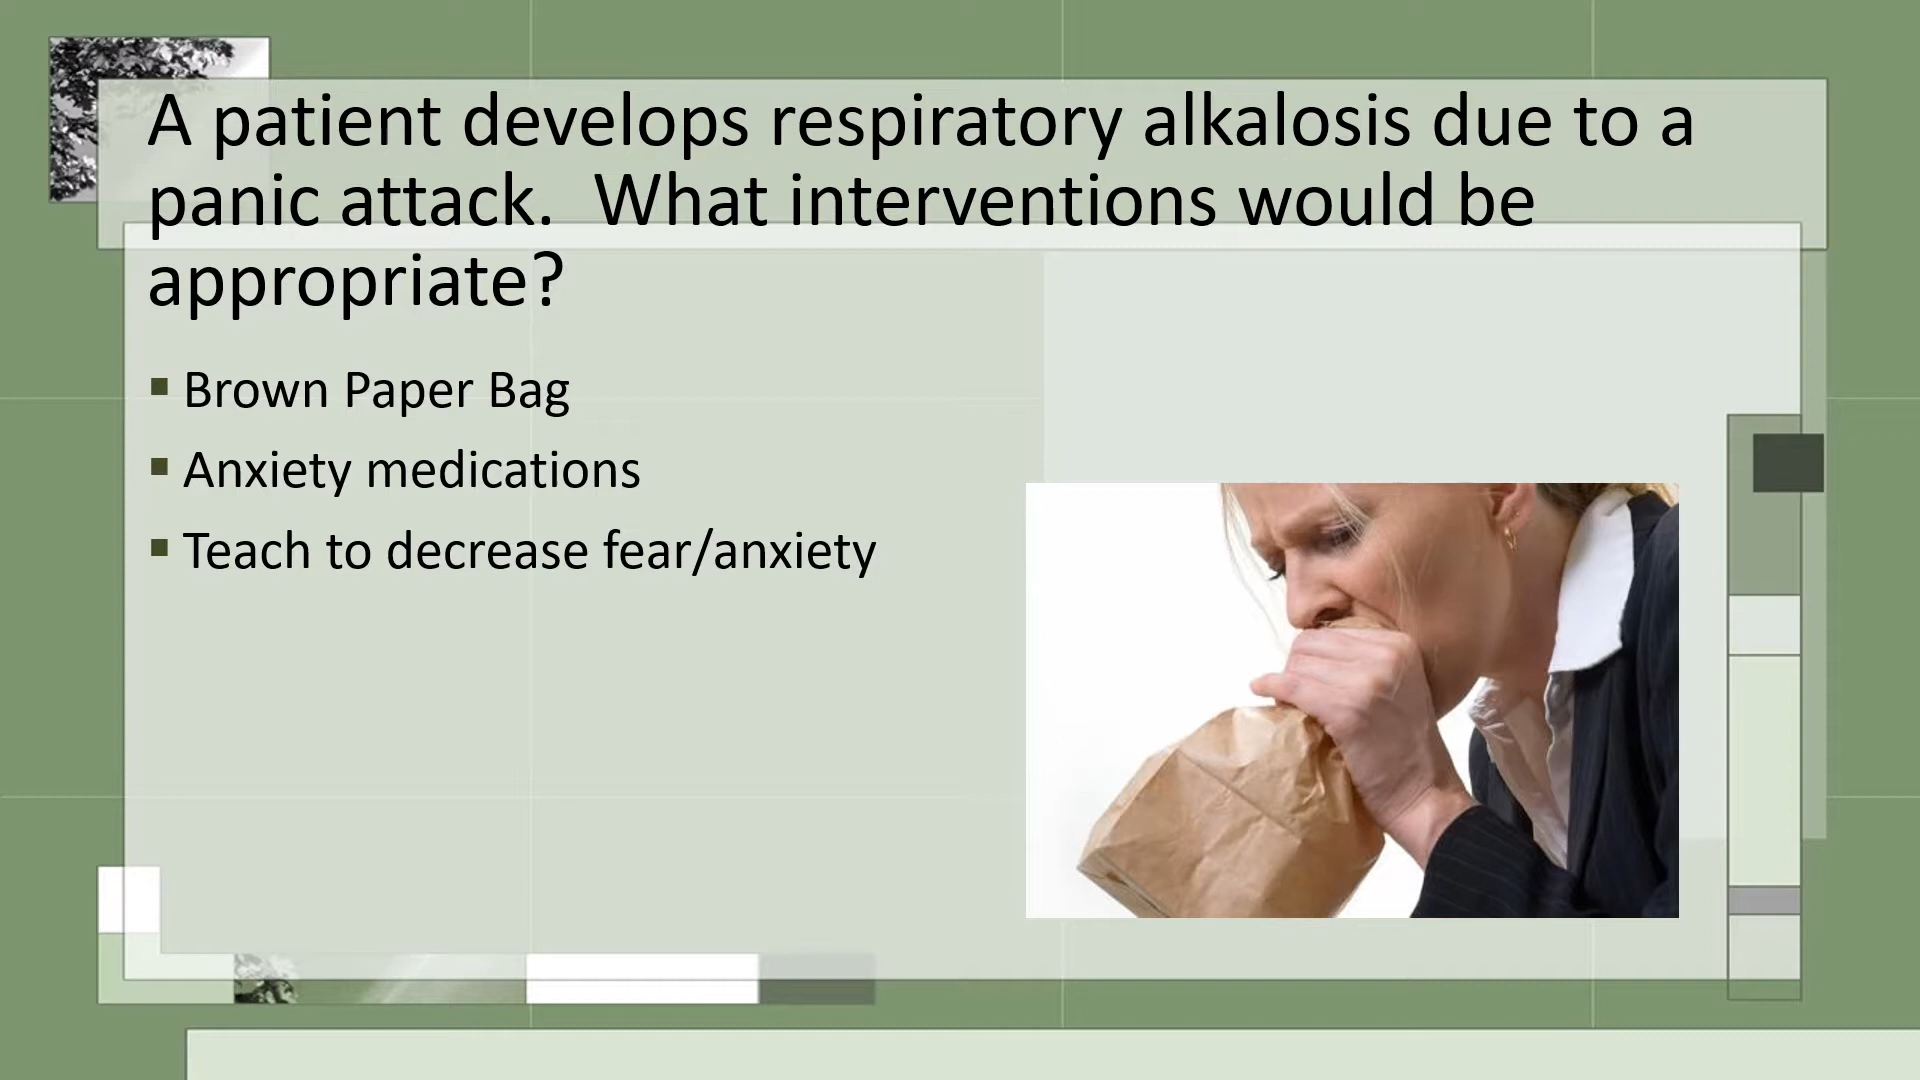 A patient develops respiratory alkalosis due to a
panic attack.  What interventions would be
appropriate?
▪ Brown Paper Bag
▪ Anxiety medications
▪ Teach to decrease fear/anxiety